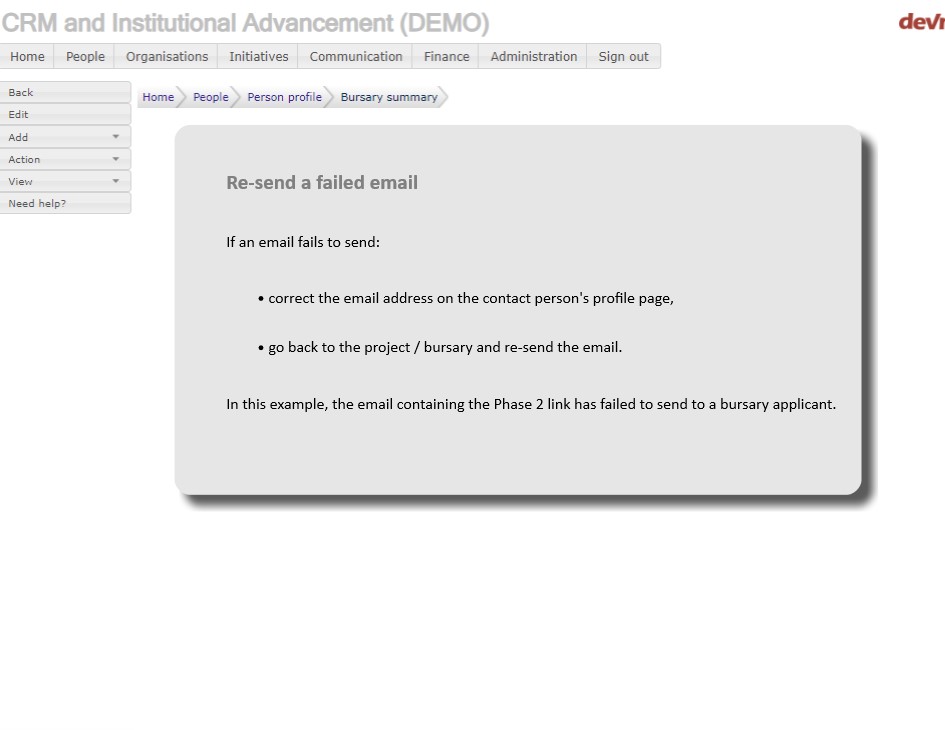 CRM and Institutional Advancement (DEMO)
Home People Organisations Initiatives Communication Finance Administration Sign out
Back
Edit
Add
Action
View
Need help?
Home People Person profile Bursary summary
Re-send a failed email
If an email fails to send:
• correct the email address on the contact person's profile page,
• go back to the project / bursary and re-send the email.
In this example, the email containing the Phase 2 link has failed to send to a bursary applicant.